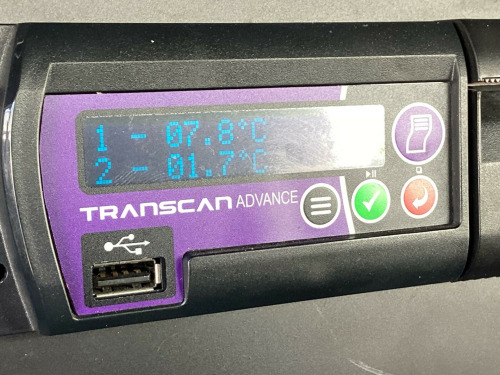 1 - 07.8°C
2 - 01.7°C
TRANSCAN ADVANCE